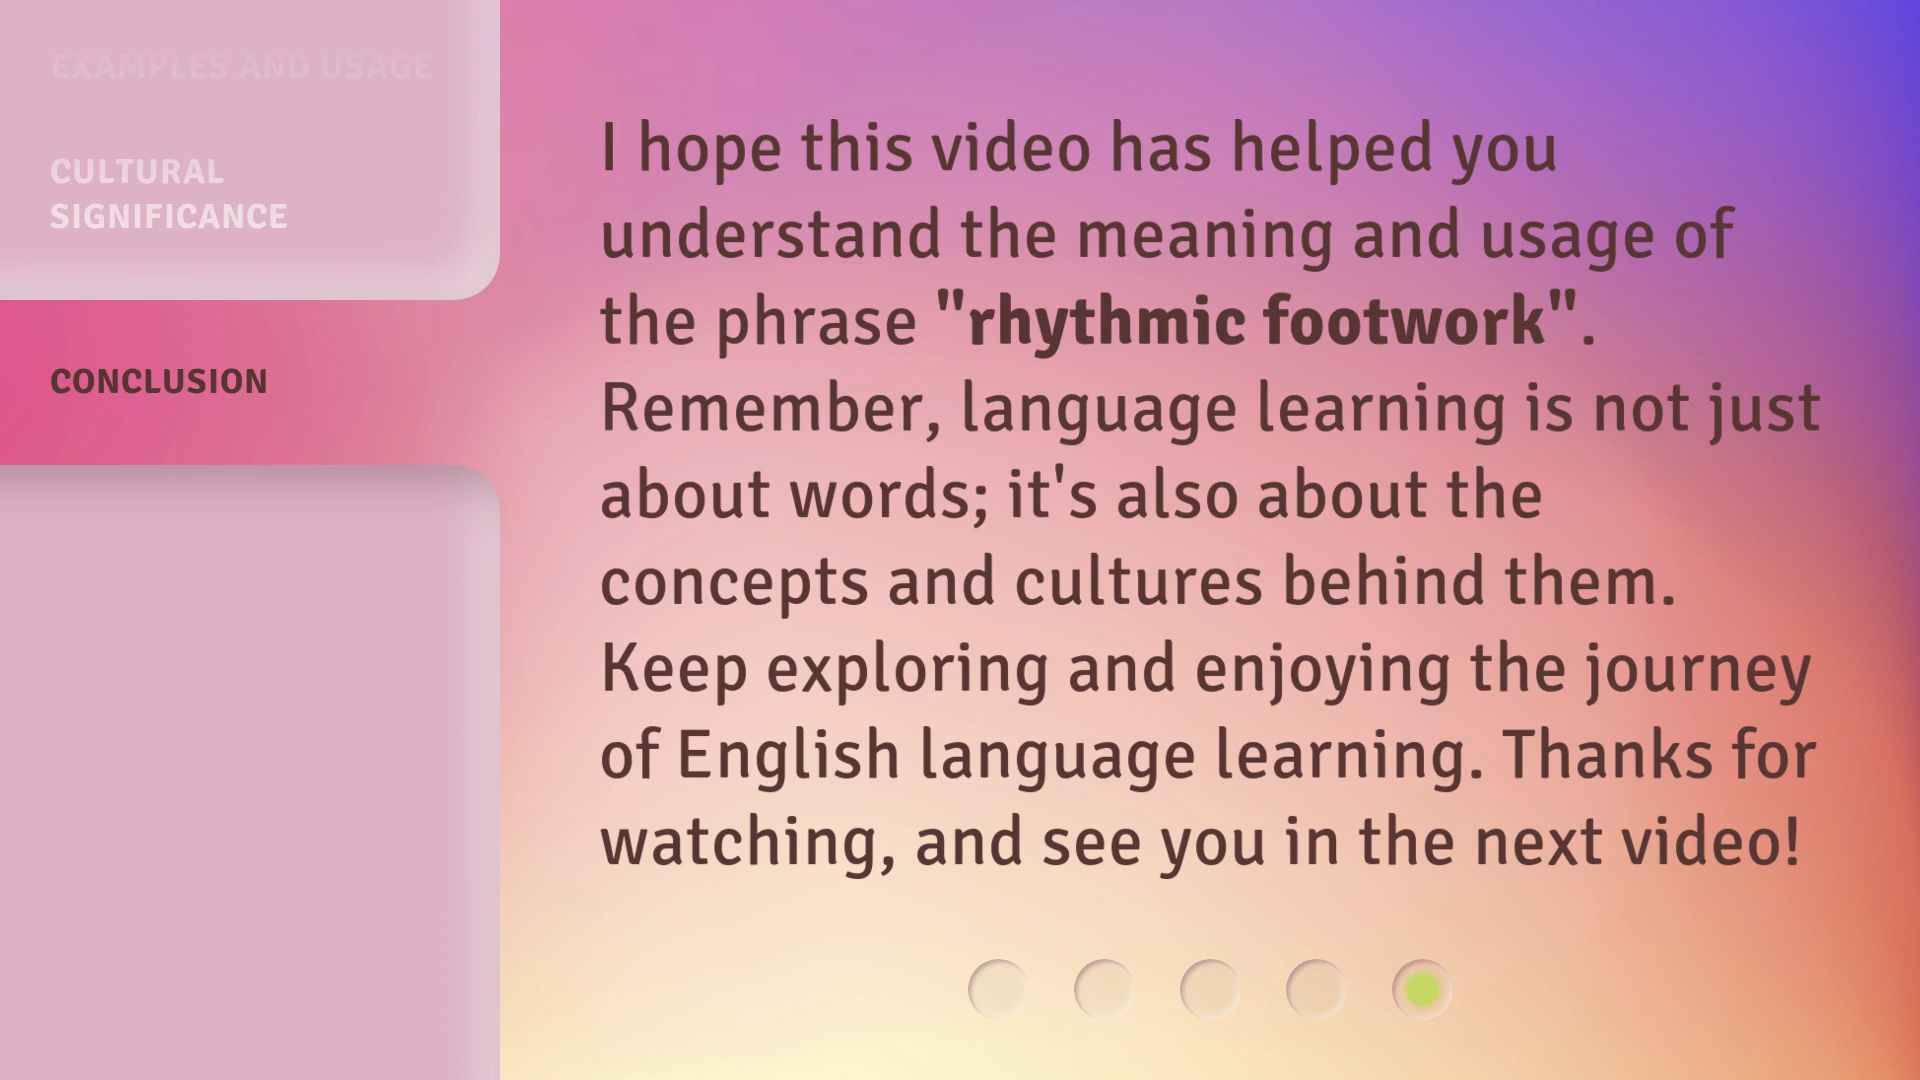 EXAMPLES AND USAGE
CULTURAL
SIGNIFICANCE
CONCLUSION
I hope this video has helped you
understand the meaning and usage of
the phrase "rhythmic footwork".
Remember, language learning is not just
about words; it's also about the
concepts and cultures behind them.
Keep exploring and enjoying the journey
of English language learning. Thanks for
watching, and see you in the next video!